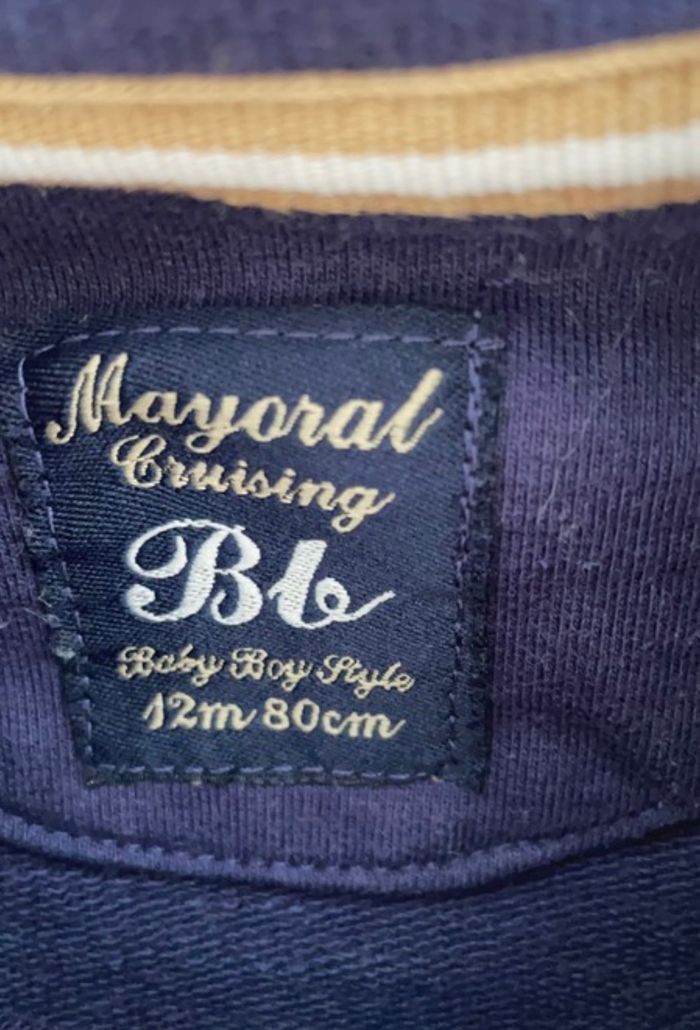 Mayoral
Cruising
Bb
Baby Boy Style
12m 80cm